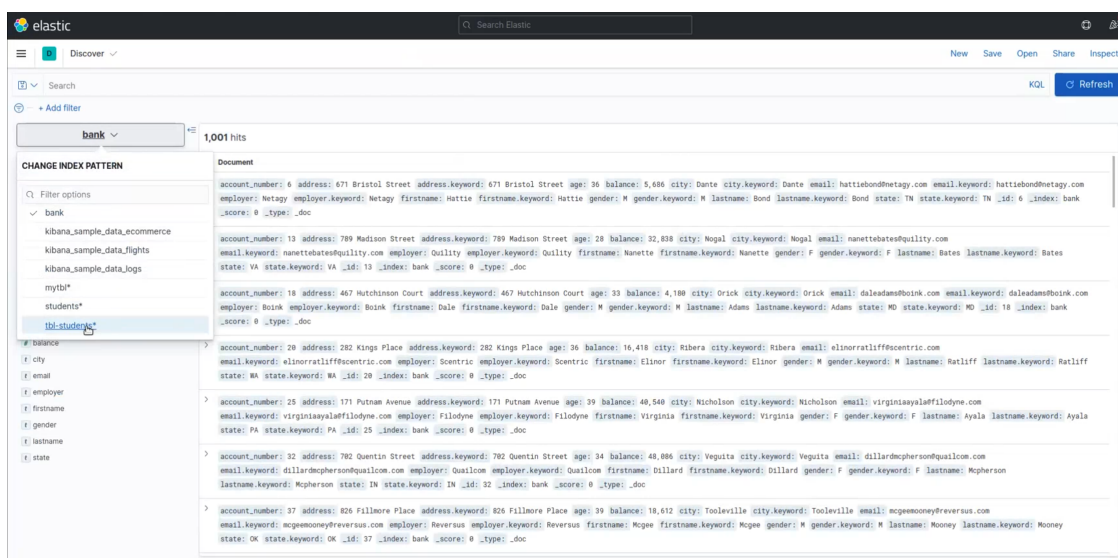 elastic
Search Elastic
D Discover
New Save Open Share Inspect
Search
KQL
Refresh
+ Add filter
bank
1,001 hits
CHANGE INDEX PATTERN
Filter options
bank
kibana_sample_data_ecommerce
kibana_sample_data_flights
kibana_sample_data_logs
mytbl*
students*
tbl-students*
balance
t city
t email
t employer
t firstname
t gender
t lastname
t state
Document
account_number: 6 address: 671 Bristol Street address.keyword: 671 Bristol Street age: 36 balance: 5,686 city: Dante city.keyword: Dante email: hattiebond@netagy.com email.keyword: hattiebond@netagy.com
employer: Netagy employer.keyword: Netagy firstname: Hattie firstname.keyword: Hattie gender: M gender.keyword: M lastname: Bond lastname.keyword: Bond state: TN state.keyword: TN _id: 6 _index: bank
_score: 0 _type: _doc
account_number: 13 address: 789 Madison Street address.keyword: 789 Madison Street age: 28 balance: 32,838 city: Nogal city.keyword: Nogal email: nanettebates@quility.com
email.keyword: nanettebates@quility.com employer: Quility employer.keyword: Quility firstname: Nanette firstname.keyword: Nanette gender: F gender.keyword: F lastname: Bates lastname.keyword: Bates
state: VA state.keyword: VA _id: 13 _index: bank _score: 0 _type: _doc
account_number: 18 address: 467 Hutchinson Court address.keyword: 467 Hutchinson Court age: 33 balance: 4,180 city: Orick city.keyword: Orick email: daleadams@boink.com email.keyword: daleadams@boink.com
employer: Boink employer.keyword: Boink firstname: Dale firstname.keyword: Dale gender: M gender.keyword: M lastname: Adams lastname.keyword: Adams state: MD state.keyword: MD _id: 18 _index: bank
_score: 0 _type: _doc
account_number: 20 address: 282 Kings Place address.keyword: 282 Kings Place age: 36 balance: 16,418 city: Ribera city.keyword: Ribera email: elinorratliff@scentric.com
email.keyword: elinorratliff@scentric.com employer: Scentric employer.keyword: Scentric firstname: Elinor firstname.keyword: Elinor gender: M gender.keyword: M lastname: Ratliff lastname.keyword: Ratliff
state: WA state.keyword: WA _id: 20 _index: bank _score: 0 _type: _doc
account_number: 25 address: 171 Putnam Avenue address.keyword: 171 Putnam Avenue age: 39 balance: 40,540 city: Nicholson city.keyword: Nicholson email: virginiaayala@filodyne.com
email.keyword: virginiaayala@filodyne.com employer: Filodyne employer.keyword: Filodyne firstname: Virginia firstname.keyword: Virginia gender: F gender.keyword: F lastname: Ayala lastname.keyword: Ayala
state: PA state.keyword: PA _id: 25 _index: bank _score: 0 _type: _doc
account_number: 32 address: 702 Quentin Street address.keyword: 702 Quentin Street age: 34 balance: 48,086 city: Veguita city.keyword: Veguita email: dillardmcpherson@quailcom.com
email.keyword: dillardmcpherson@quailcom.com employer: Quailcom employer.keyword: Quailcom firstname: Dillard firstname.keyword: Dillard gender: F gender.keyword: F lastname: Mcpherson
lastname.keyword: Mcpherson state: IN state.keyword: IN _id: 32 _index: bank _score: 0 _type: _doc
account_number: 37 address: 826 Fillmore Place address.keyword: 826 Fillmore Place age: 39 balance: 18,612 city: Tooleville city.keyword: Tooleville email: mcgeemooney@reversus.com
email.keyword: mcgeemooney@reversus.com employer: Reversus employer.keyword: Reversus firstname: Mcgee firstname.keyword: Mcgee gender: M gender.keyword: M lastname: Mooney lastname.keyword: Mooney
state: OK state.keyword: OK _id: 37 _index: bank _score: 0 _type: _doc